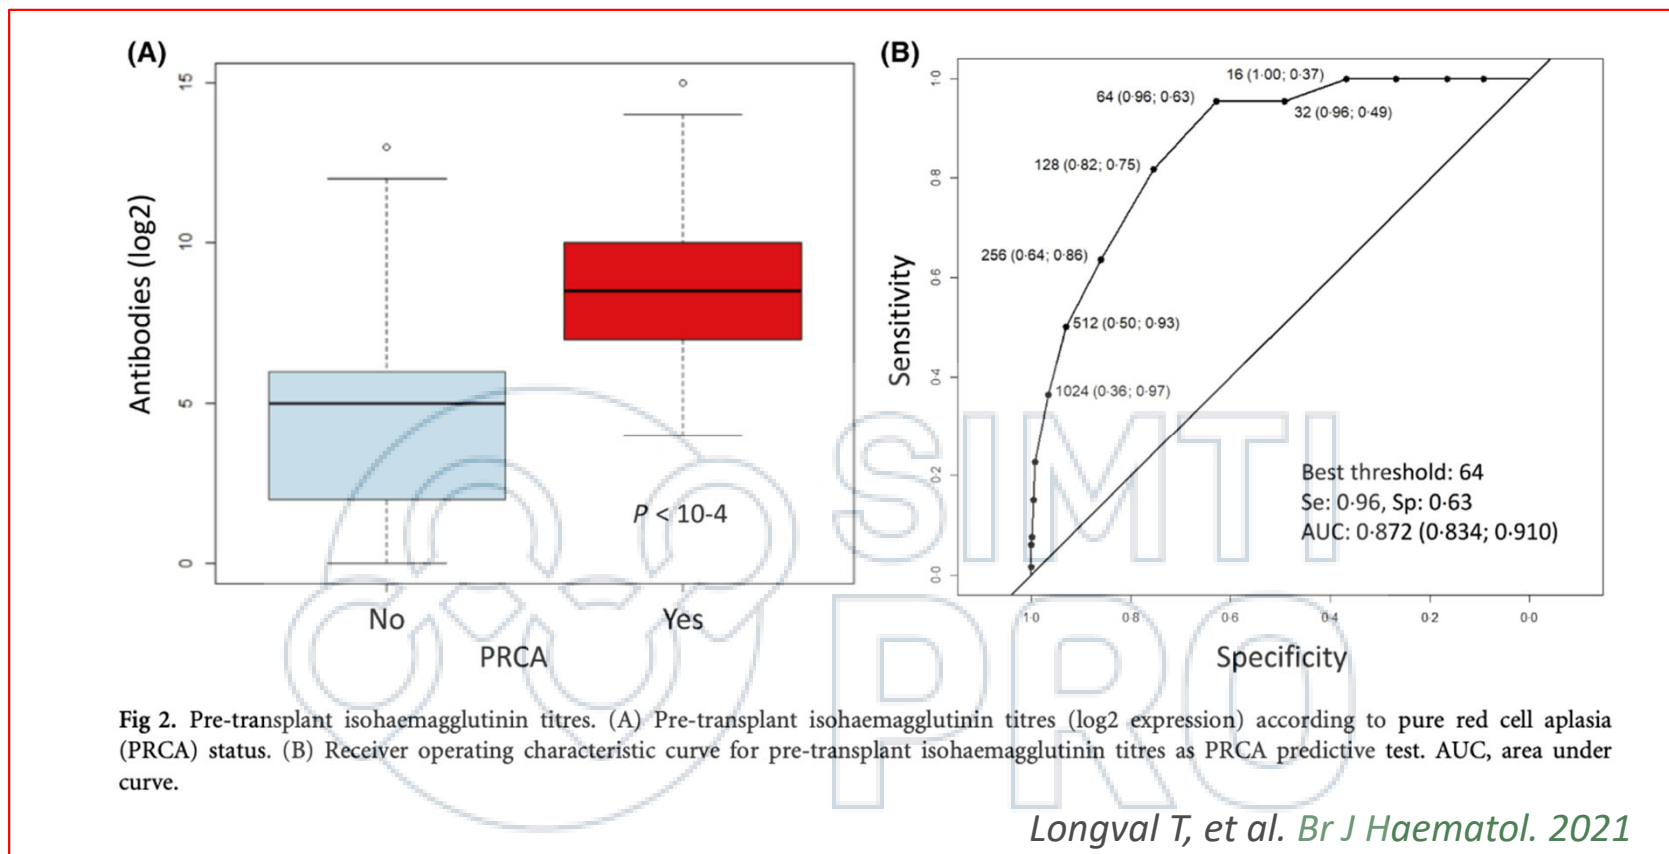 (A)
15
10
5
0
Antibodies (log2)
P < 10-4
No
Yes
PRCA
(B)
1·0
0·8
0·6
0·4
0·2
0·0
Sensitivity
16 (1·00; 0·37)
64 (0·96; 0·63)
32 (0·96; 0·49)
128 (0·82; 0·75)
256 (0·64; 0·86)
512 (0·50; 0·93)
1024 (0·36; 0·97)
Best threshold: 64
Se: 0·96, Sp: 0·63
AUC: 0·872 (0·834; 0·910)
1·0
0·8
0·6
0·4
0·2
0·0
Specificity
SIMTI
PRO
Fig 2. Pre-transplant isohaemagglutinin titres. (A) Pre-transplant isohaemagglutinin titres (log2 expression) according to pure red cell aplasia
(PRCA) status. (B) Receiver operating characteristic curve for pre-transplant isohaemagglutinin titres as PRCA predictive test. AUC, area under
curve.
Longval T, et al. Br J Haematol. 2021